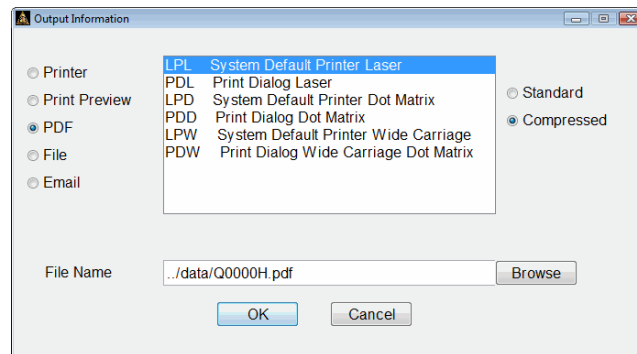 Output Information
Printer
Print Preview
PDF
File
Email
LPL System Default Printer Laser
PDL Print Dialog Laser
LPD System Default Printer Dot Matrix
PDD Print Dialog Dot Matrix
LPW System Default Printer Wide Carriage
PDW Print Dialog Wide Carriage Dot Matrix
Standard
Compressed
File Name ../data/Q0000H.pdf Browse
OK Cancel